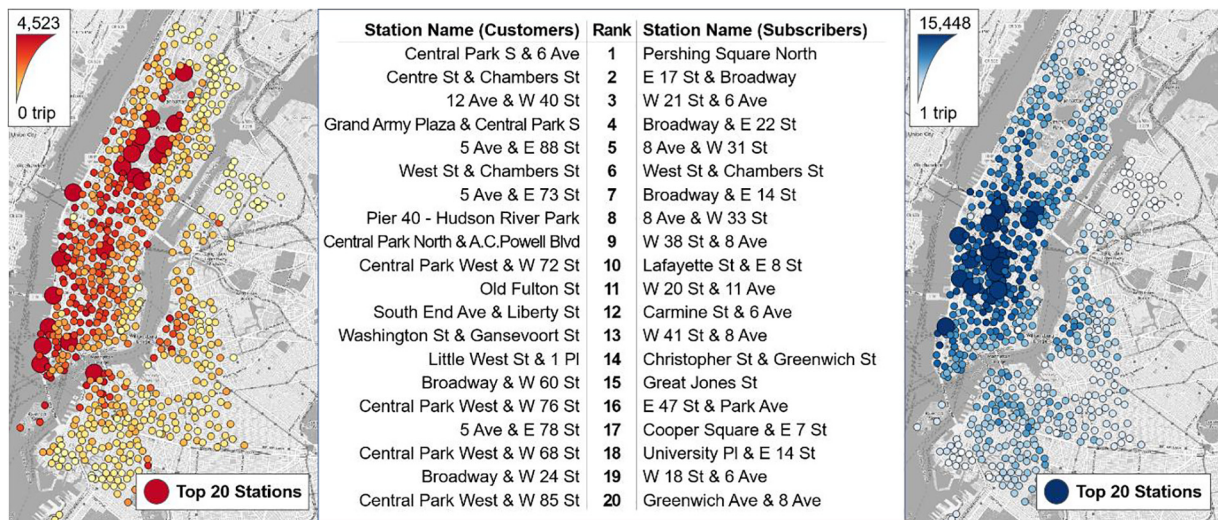 4,523
0 trip
Top 20 Stations
Station Name (Customers) Rank Station Name (Subscribers)
Central Park S & 6 Ave 1 Pershing Square North
Centre St & Chambers St 2 E 17 St & Broadway
12 Ave & W 40 St 3 W 21 St & 6 Ave
Grand Army Plaza & Central Park S 4 Broadway & E 22 St
5 Ave & E 88 St 5 8 Ave & W 31 St
West St & Chambers St 6 West St & Chambers St
5 Ave & E 73 St 7 Broadway & E 14 St
Pier 40 - Hudson River Park 8 8 Ave & W 33 St
Central Park North & A.C.Powell Blvd 9 W 38 St & 8 Ave
Central Park West & W 72 St 10 Lafayette St & E 8 St
Old Fulton St 11 W 20 St & 11 Ave
South End Ave & Liberty St 12 Carmine St & 6 Ave
Washington St & Gansevoort St 13 W 41 St & 8 Ave
Little West St & 1 Pl 14 Christopher St & Greenwich St
Broadway & W 60 St 15 Great Jones St
Central Park West & W 76 St 16 E 47 St & Park Ave
5 Ave & E 78 St 17 Cooper Square & E 7 St
Central Park West & W 68 St 18 University Pl & E 14 St
Broadway & W 24 St 19 W 18 St & 6 Ave
Central Park West & W 85 St 20 Greenwich Ave & 8 Ave
15,448
1 trip
Top 20 Stations